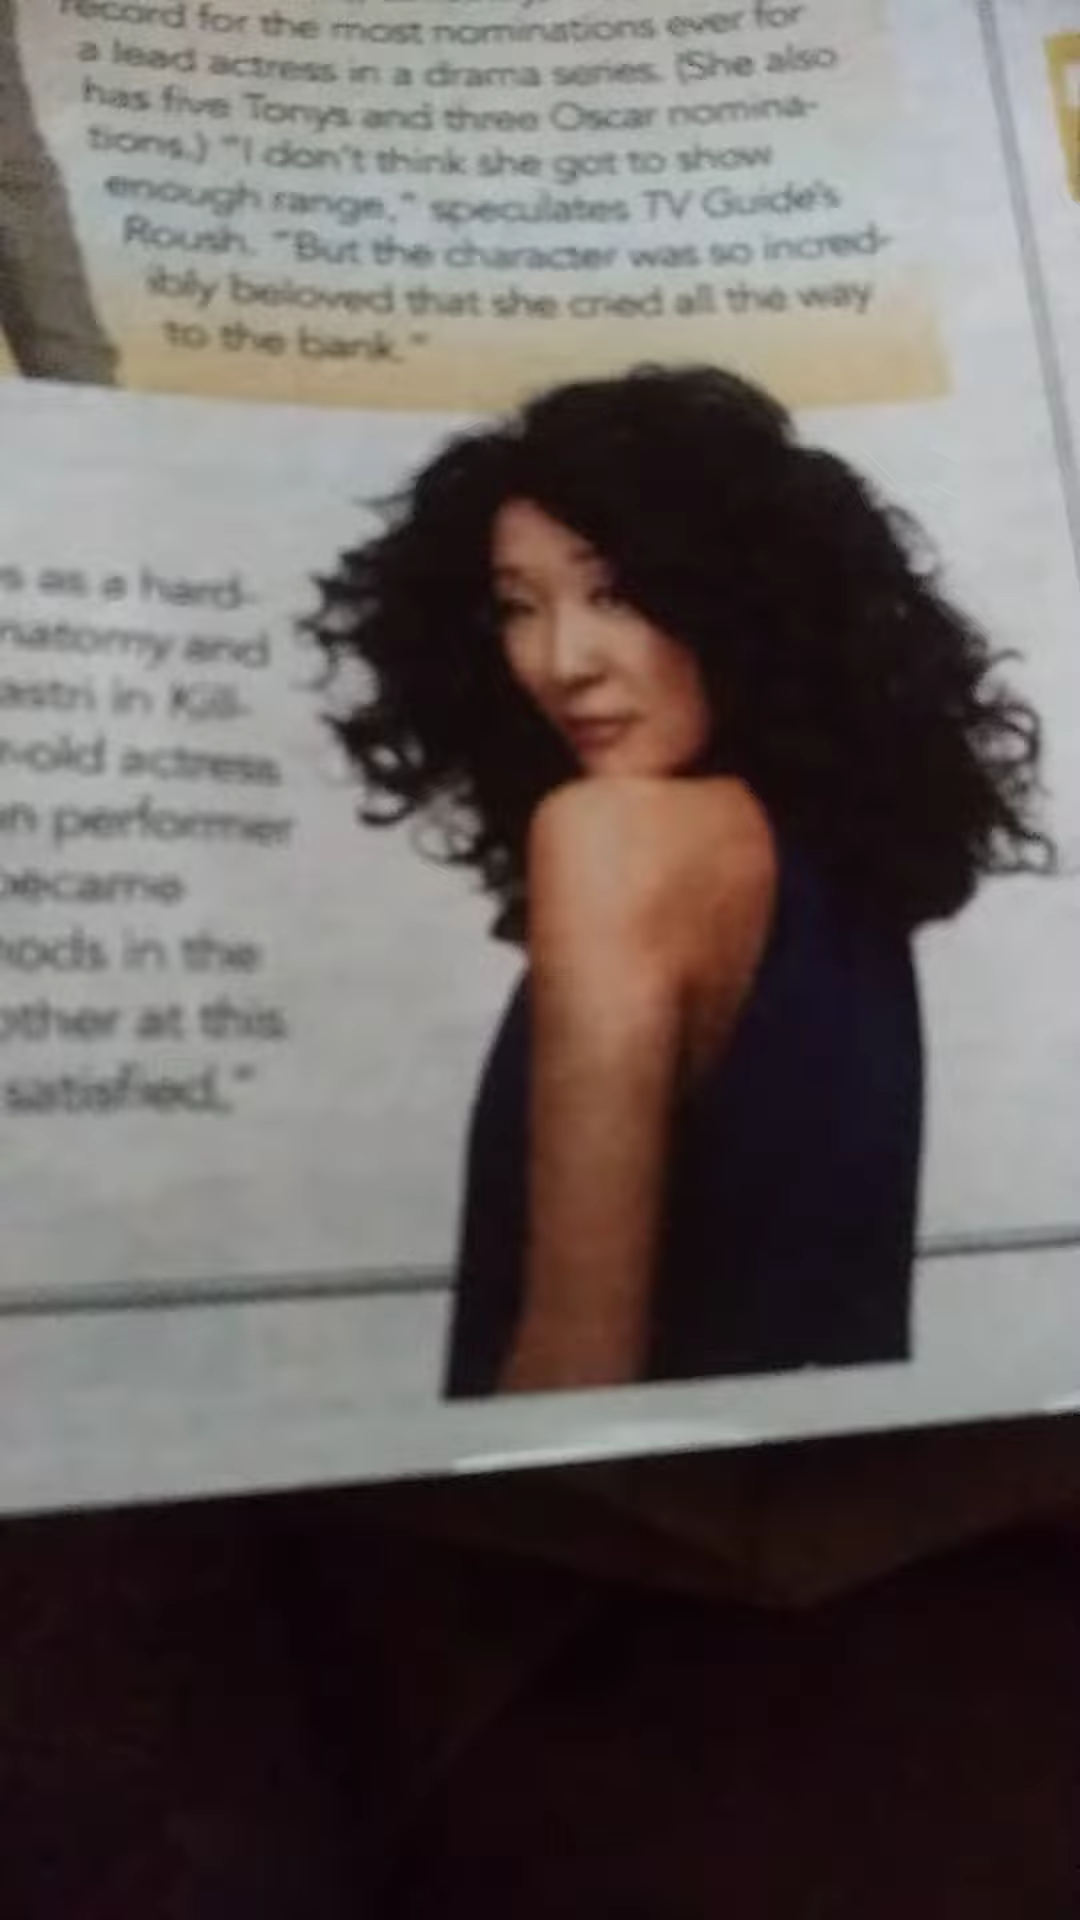 record for the most nominations ever for
a lead actress in a drama series. (She also
has five Tonys and three Oscar nomina-
tions.) "I don't think she got to show
enough range," speculates TV Guide's
Roush. "But the character was so incred-
ibly beloved that she cried all the way
to the bank."
s as a hard-
natomy and
astri in Kill-
r-old actress
an performer
became
nods in the
other at this
satisfied,"